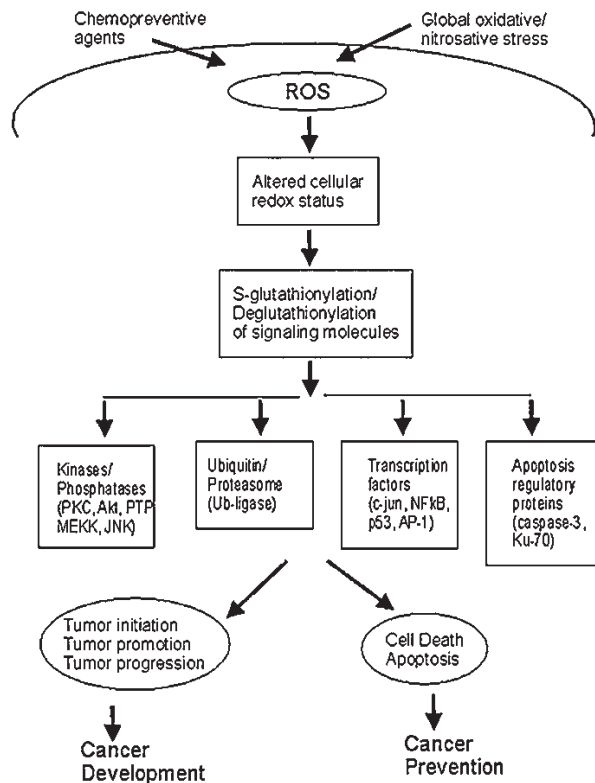 Chemopreventive
agents
Global oxidative/
nitrosative stress
ROS
Altered cellular
redox status
S-glutathionylation/
Deglutathionylation
of signaling molecules
Kinases/
Phosphatases
(PKC, Akt, PTP
MEKK, JNK)
Ubiquitin/
Proteasome
(Ub-ligase)
Transcription
factors
(c-jun, NFkB,
p53, AP-1)
Apoptosis
regulatory
proteins
(caspase-3,
Ku-70)
Tumor initiation
Tumor promotion
Tumor progression
Cell Death
Apoptosis
Cancer
Development
Cancer
Prevention